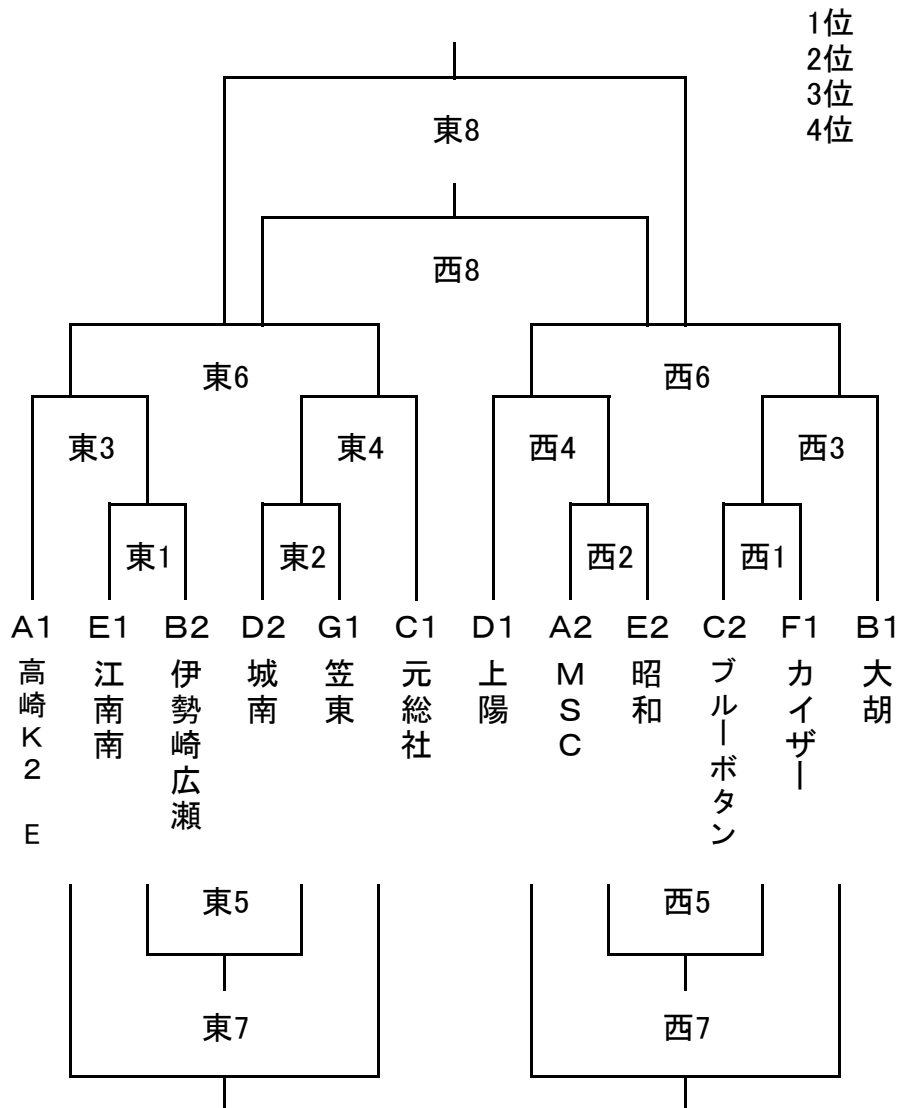 1位
2位
3位
4位
東8
西8
東6
西6
東3
東4
西4
西3
東1
東2
西2
西1
A1 E1 B2 D2 G1 C1 D1 A2 E2 C2 F1 B1
高崎K2 E
江南南
伊勢崎広瀬
城南
笠東
元総社
上陽
MSC
昭和
ブルーボタン
カイザー
大胡
東5
西5
東7
西7